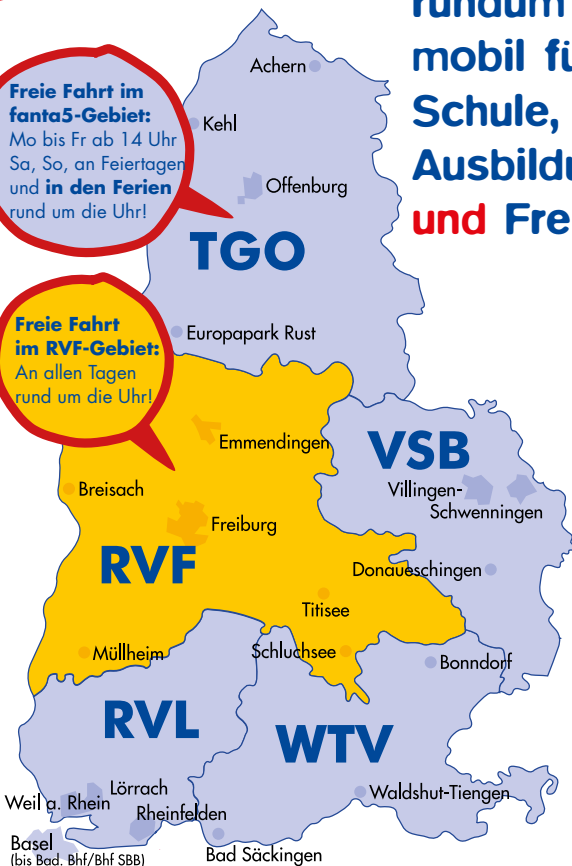 rundum
mobil fü
Schule,
Ausbildu
und Fre
Freie Fahrt im
fanta5-Gebiet:
Mo bis Fr ab 14 Uhr
Sa, So, an Feiertagen
und in den Ferien
rund um die Uhr!
Achern
Kehl
Offenburg
TGO
Europapark Rust
Freie Fahrt
im RVF-Gebiet:
An allen Tagen
rund um die Uhr!
Emmendingen
VSB
Breisach
Villingen-
Schwenningen
Freiburg
RVF
Donaueschingen
Titisee
Müllheim
Schluchsee
Bonndorf
RVL
WTV
Lörrach
Weil a. Rhein
Rheinfelden
Waldshut-Tiengen
Basel
(bis Bad. Bhf/Bhf SBB)
Bad Säckingen